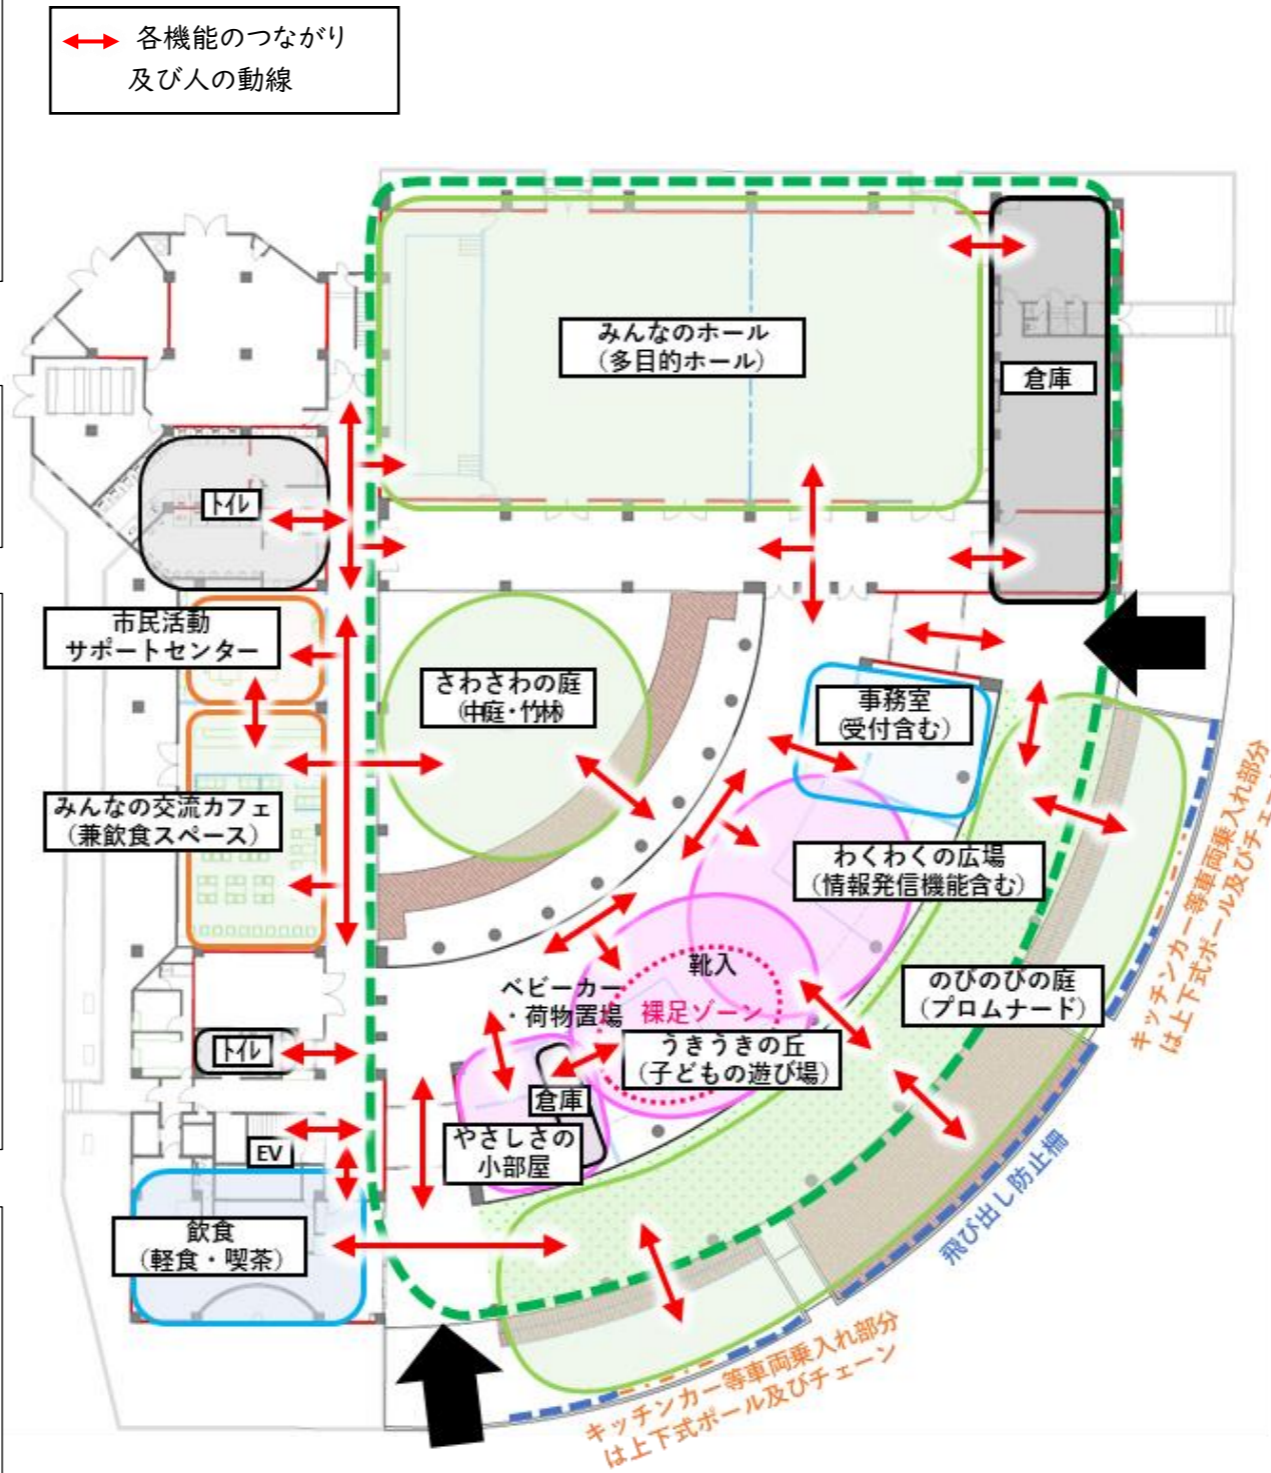 各機能のつながり
及び人の動線
みんなのホール
（多目的ホール）
倉庫
トイレ
市民活動
サポートセンター
さわさわの庭
（中庭・竹林）
事務室
（受付含む）
みんなの交流カフェ
（兼飲食スペース）
わくわくの広場
（情報発信機能含む）
キッチンカー等車両乗入れ部分
は上下式ポール及びチェーン
靴入
ベビーカー
・荷物置場
裸足ゾーン
のびのびの庭
（プロムナード）
うきうきの丘
（子どもの遊び場）
トイレ
倉庫
EV
やさしさの
小部屋
飛び出し防止柵
飲食
（軽食・喫茶）
キッチンカー等車両乗入れ部分
は上下式ポール及びチェーン